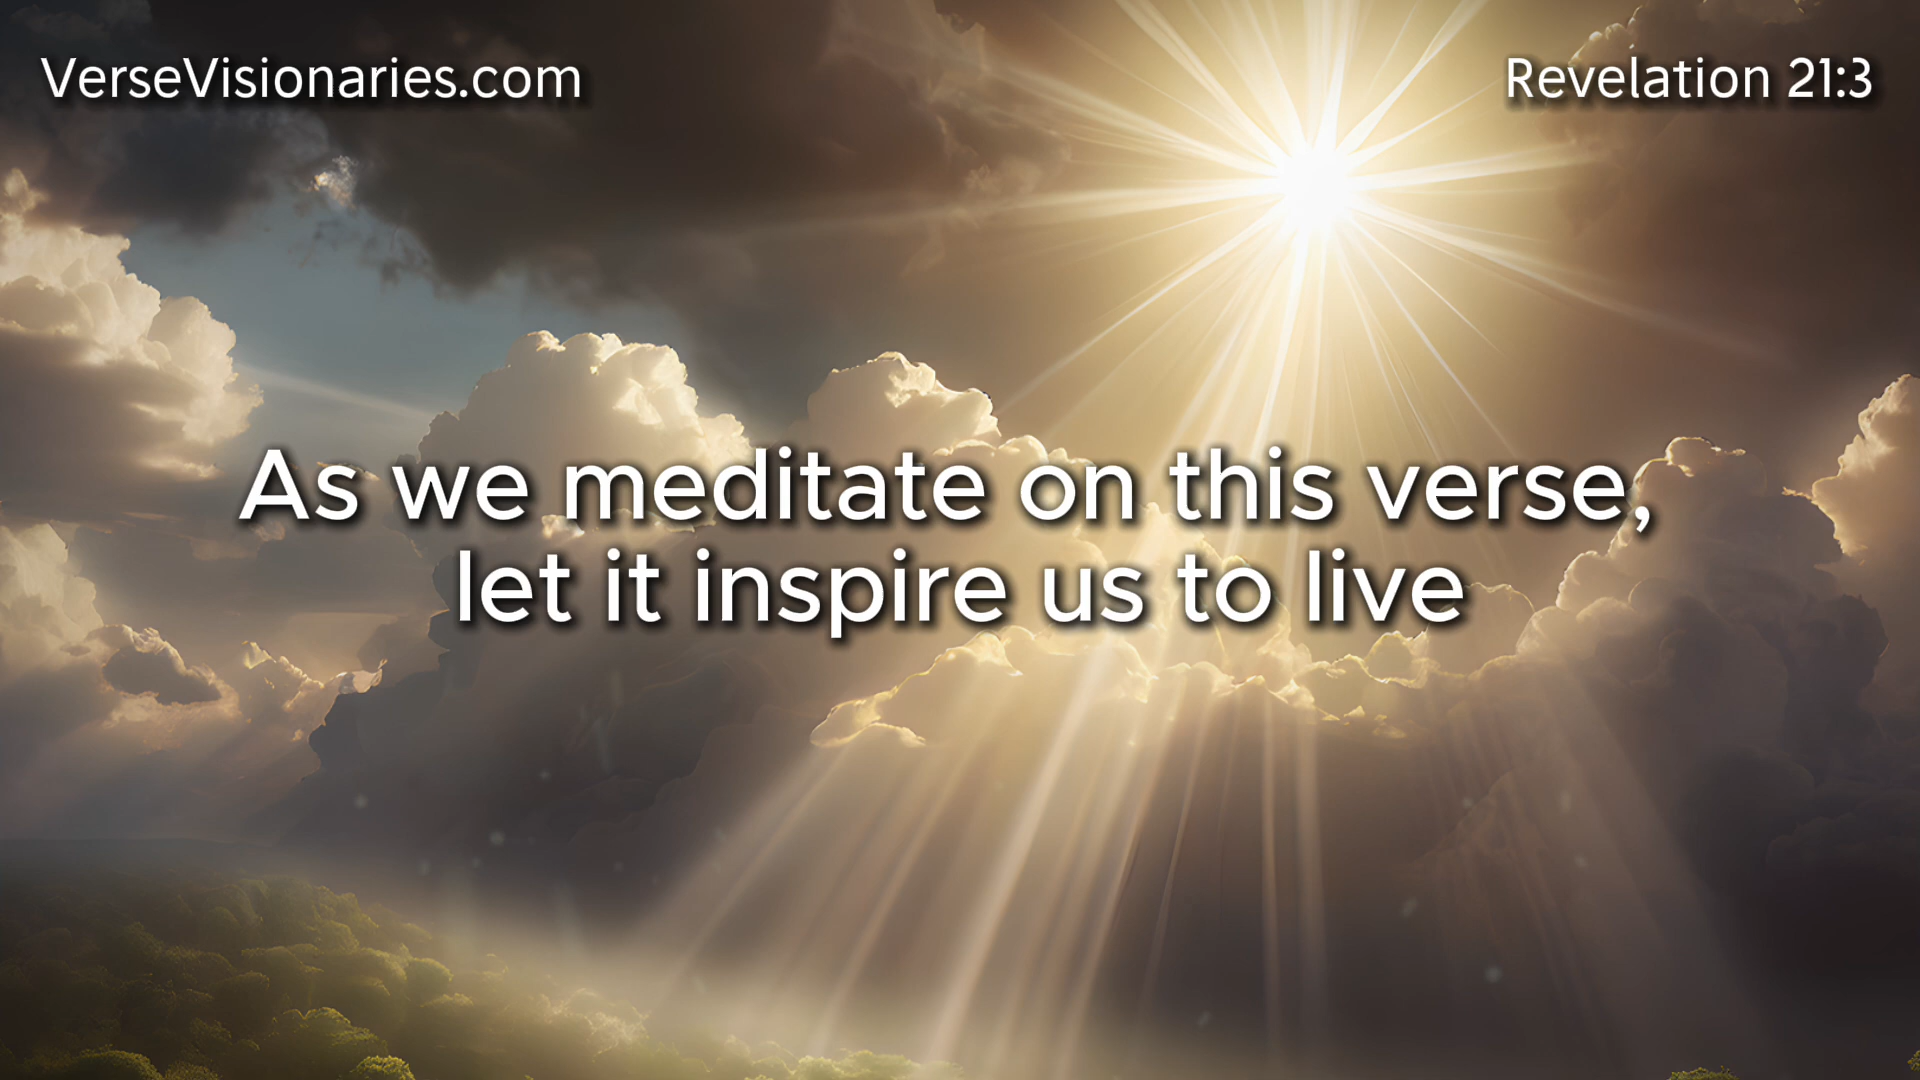 VerseVisionaries.com
Revelation 21:3
As we meditate on this verse,
let it inspire us to live